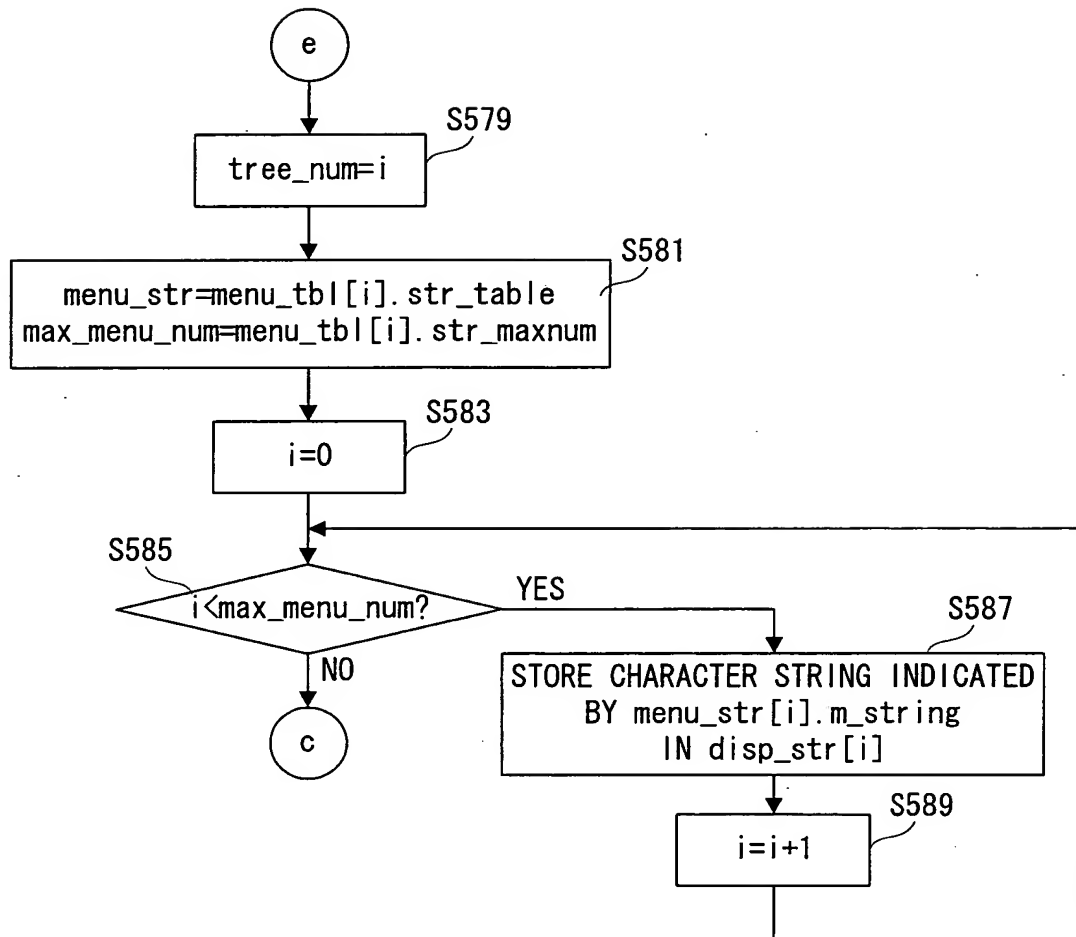 e
S579
tree_num=i
S581
menu_str=menu_tbl[i].str_table
max_menu_num=menu_tbl[i].str_maxnum
S583
i=0
S585
i<max_menu_num?
YES
NO
c
S587
STORE CHARACTER STRING INDICATED
BY menu_str[i].m_string
IN disp_str[i]
S589
i=i+1